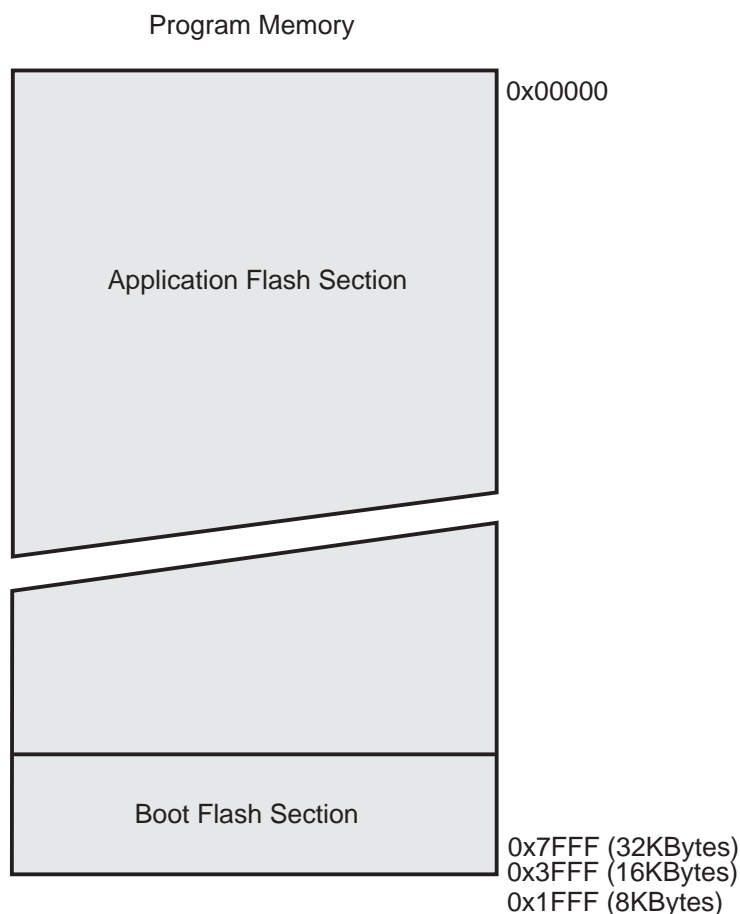 Program Memory
0x00000
Application Flash Section
Boot Flash Section
0x7FFF (32KBytes)
0x3FFF (16KBytes)
0x1FFF (8KBytes)